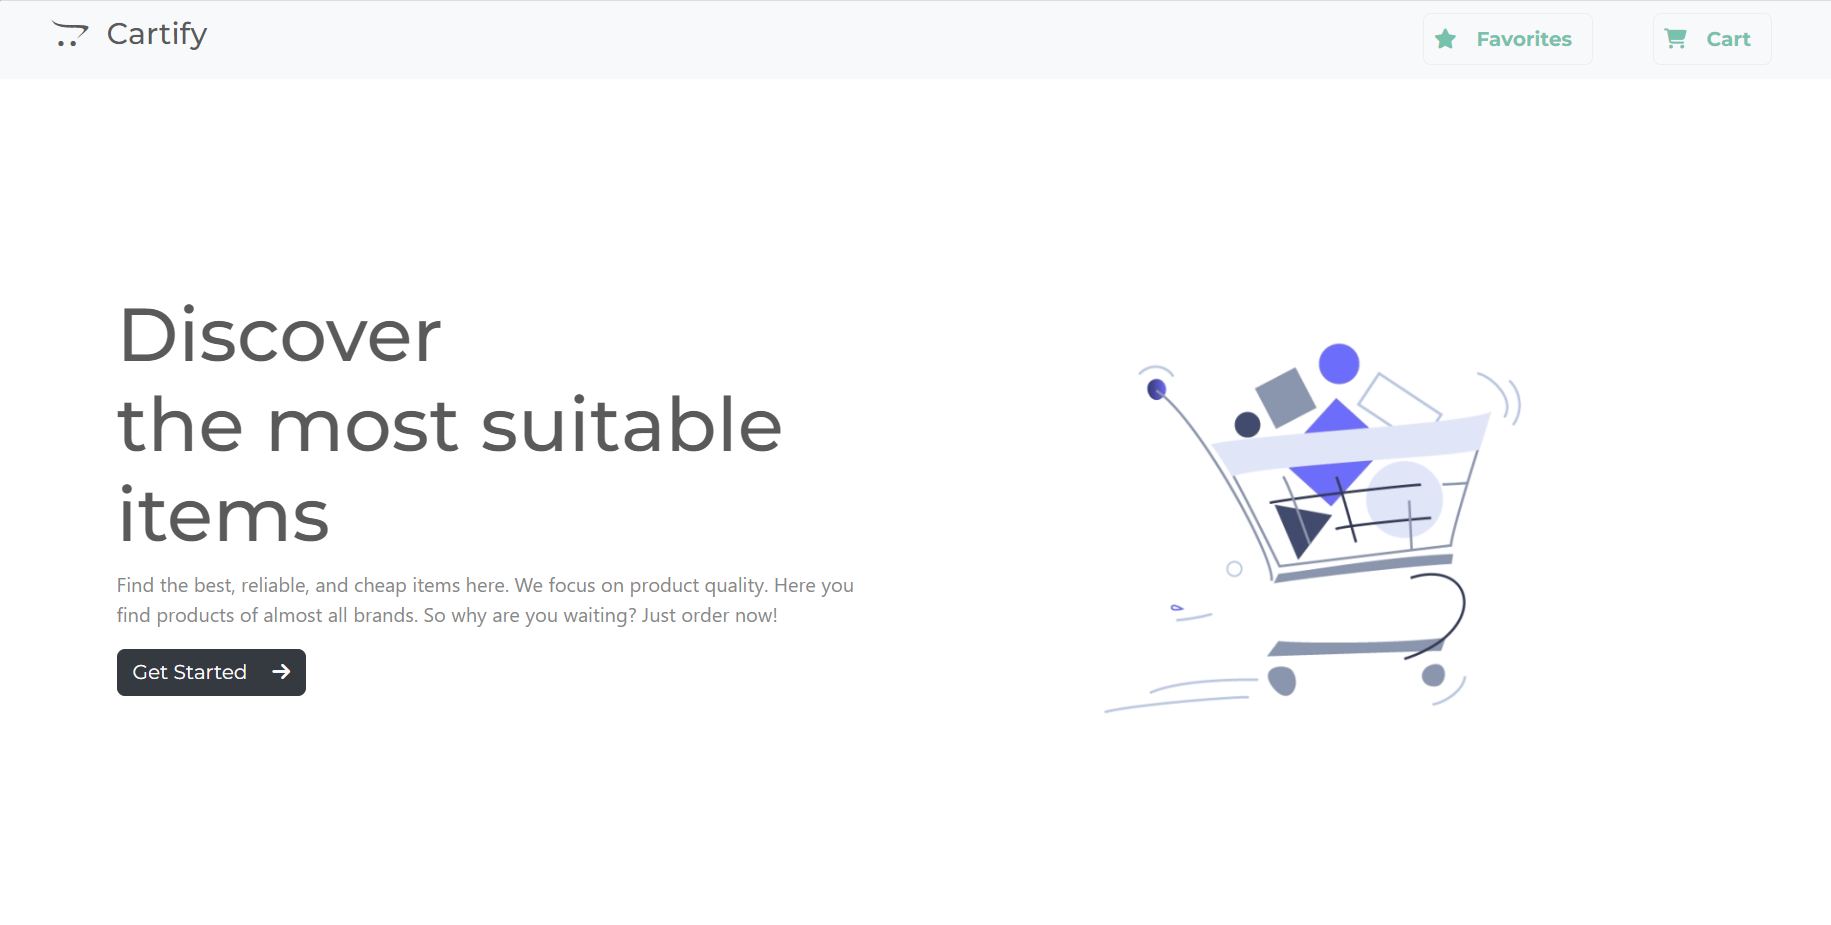 Cartify
Favorites
Cart
Discover
the most suitable
items
Find the best, reliable, and cheap items here. We focus on product quality. Here you
find products of almost all brands. So why are you waiting? Just order now!
Get Started